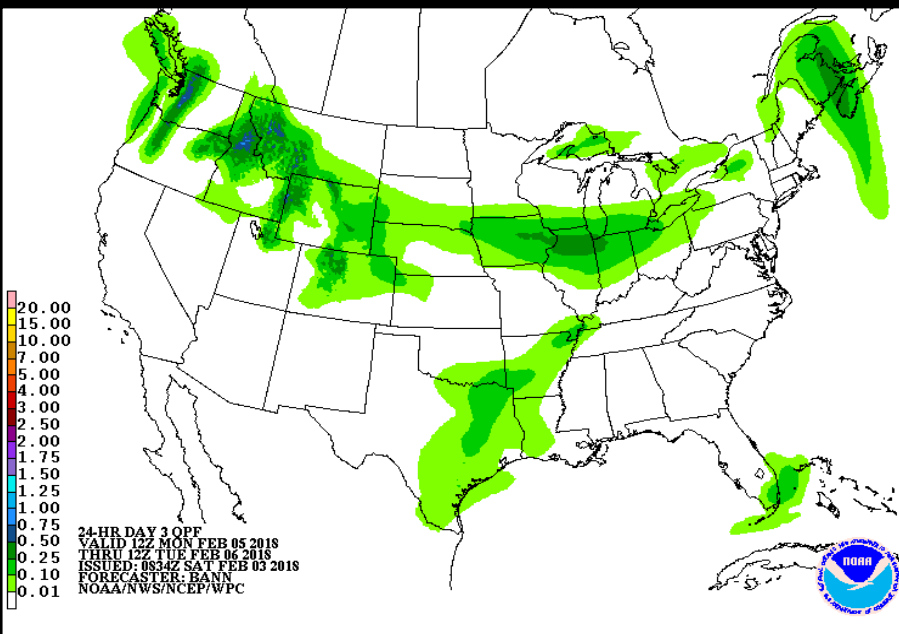 20.00
15.00
10.00
7.00
5.00
4.00
3.00
2.50
2.00
1.75
1.50
1.25
1.00
0.75
0.50
0.25
0.10
0.01
24-HR DAY 3 QPF
VALID 12Z MON FEB 05 2018
THRU 12Z TUE FEB 06 2018
ISSUED: 0834Z SAT FEB 03 2018
FORECASTER: BANN
NOAA/NWS/NCEP/WPC
NOAA